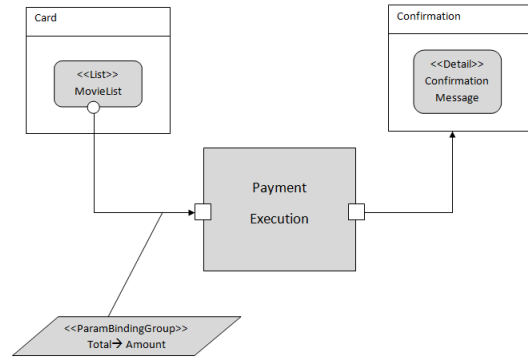 Card
<<List>>
MovieList
Confirmation
<<Detail>>
Confirmation
Message
Payment
Execution
<<ParamBindingGroup>>
Total→ Amount